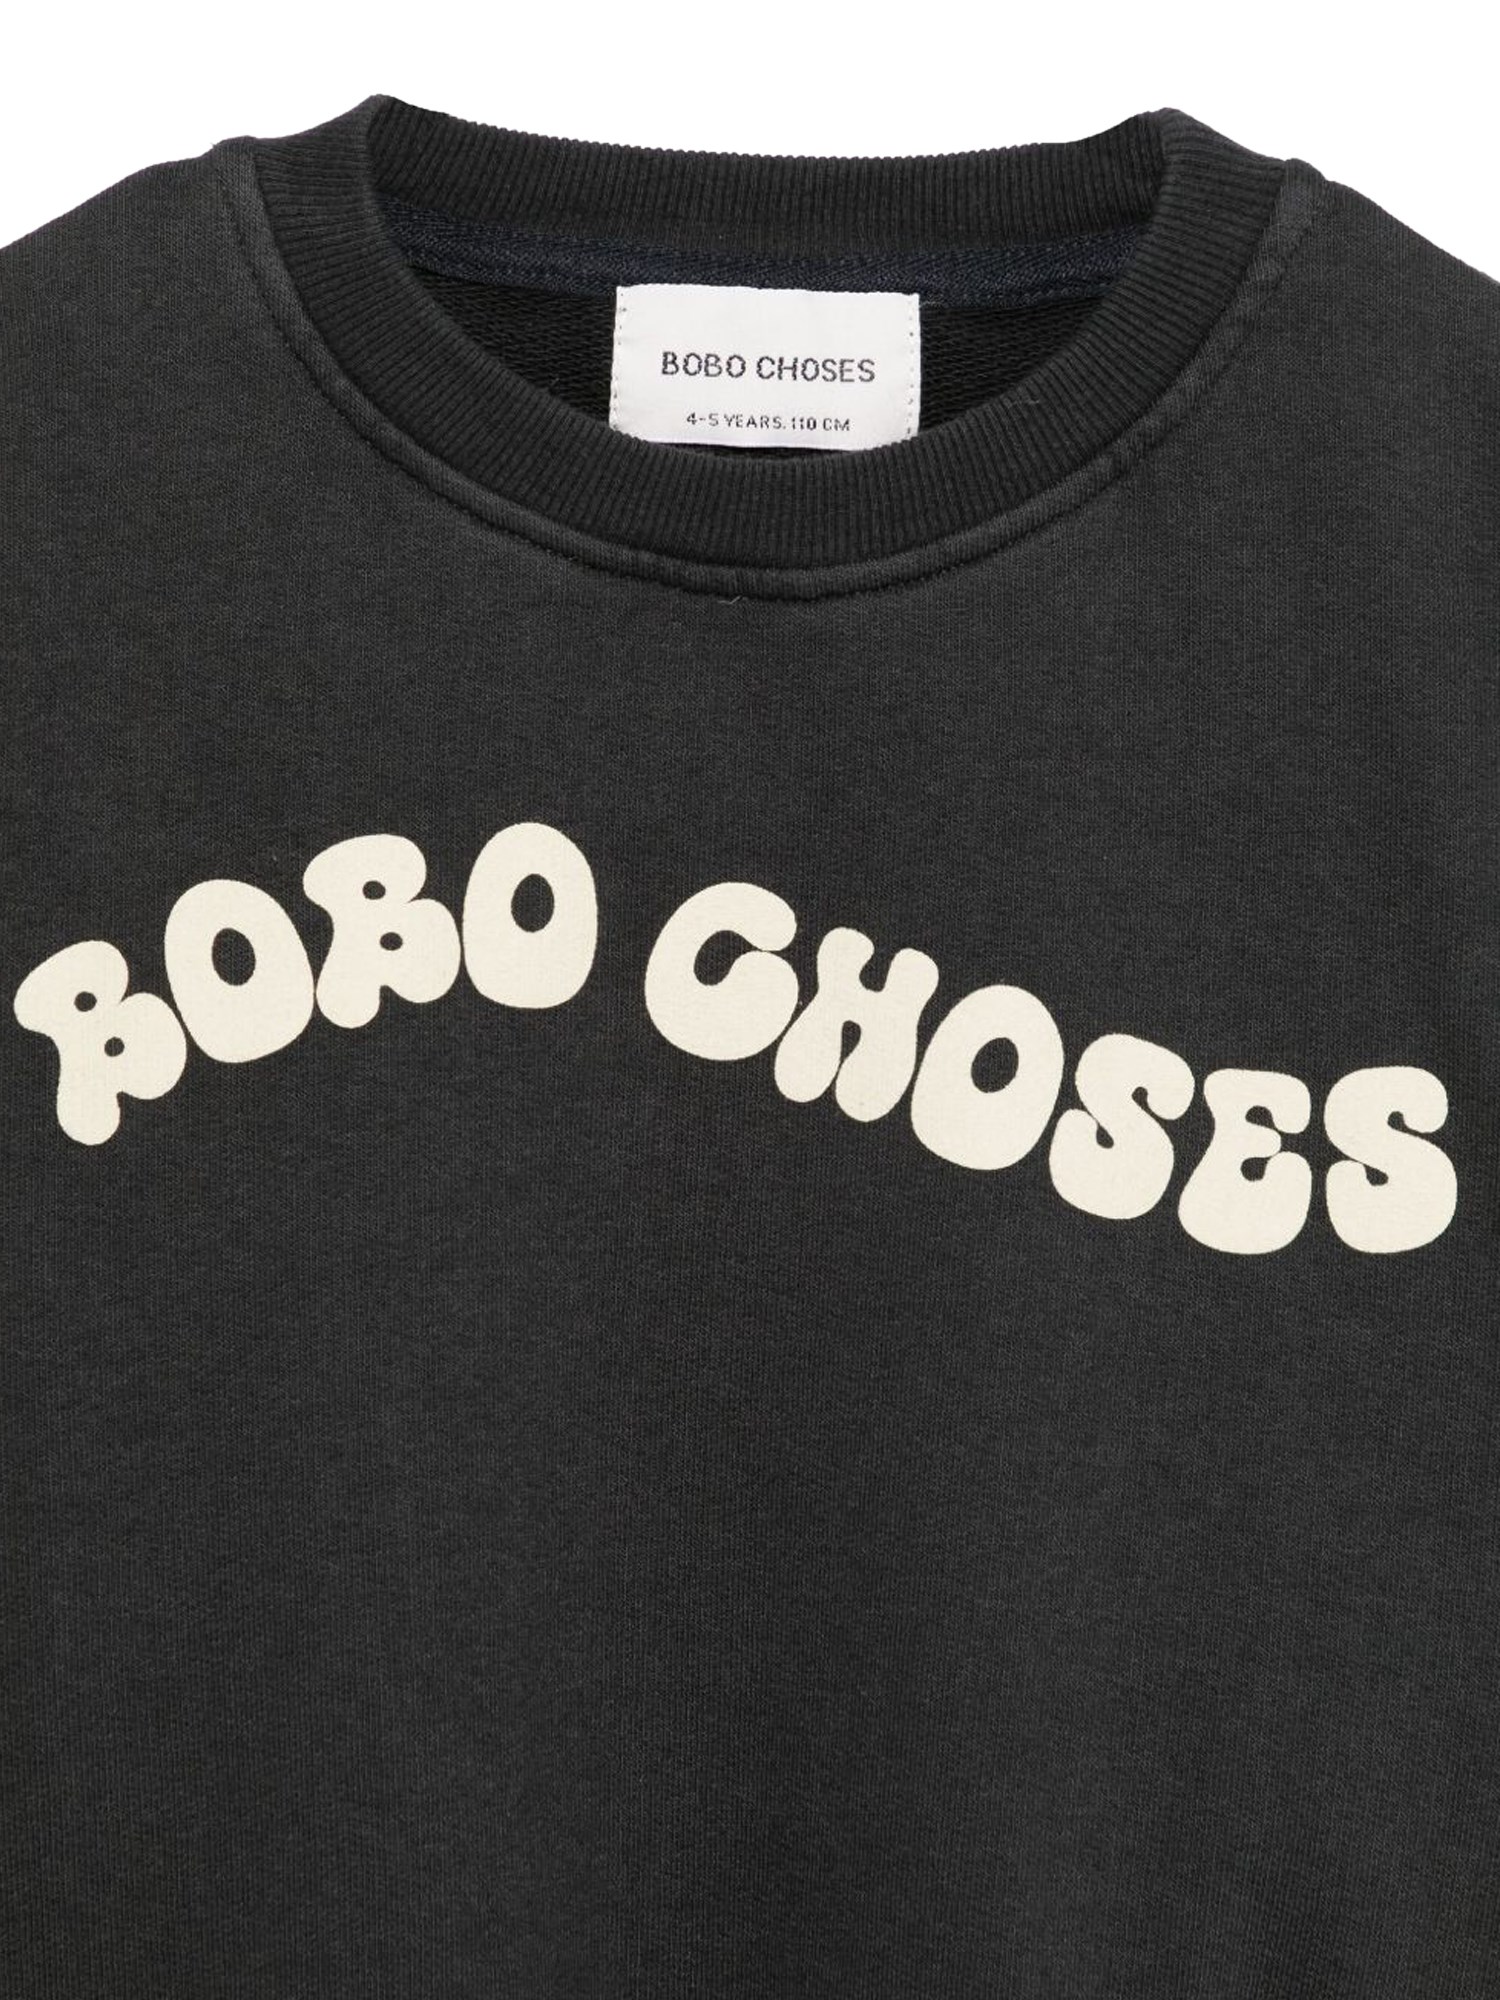 BOBO CHOSES
4-5 YEARS. 110 CM
BOBO CHOSES